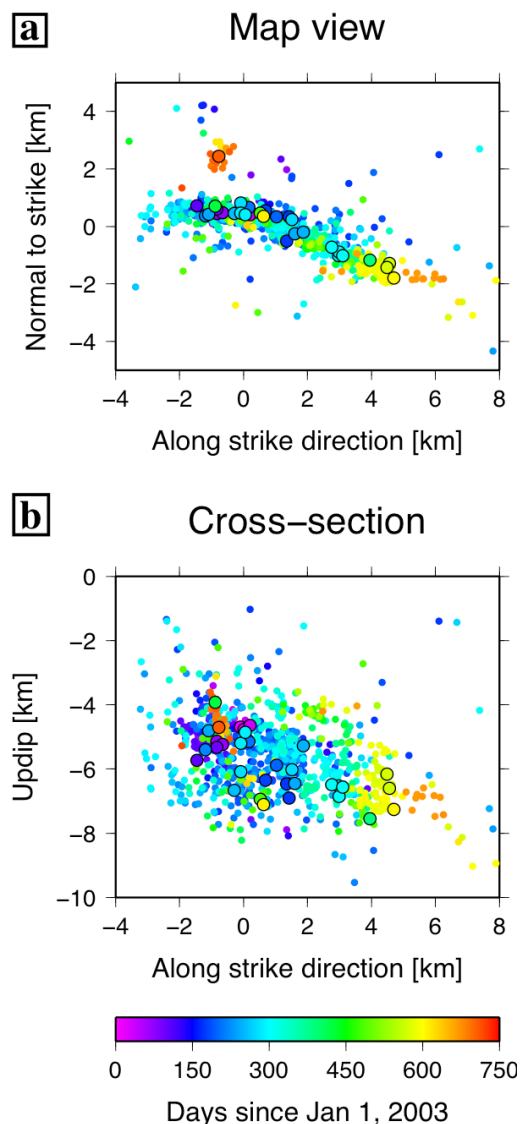 a Map view
4
2
0
−2
−4
Normal to strike [km]
−4 −2 0 2 4 6 8
Along strike direction [km]
b Cross−section
0
−2
−4
−6
−8
−10
Updip [km]
−4 −2 0 2 4 6 8
Along strike direction [km]
0 150 300 450 600 750
Days since Jan 1, 2003